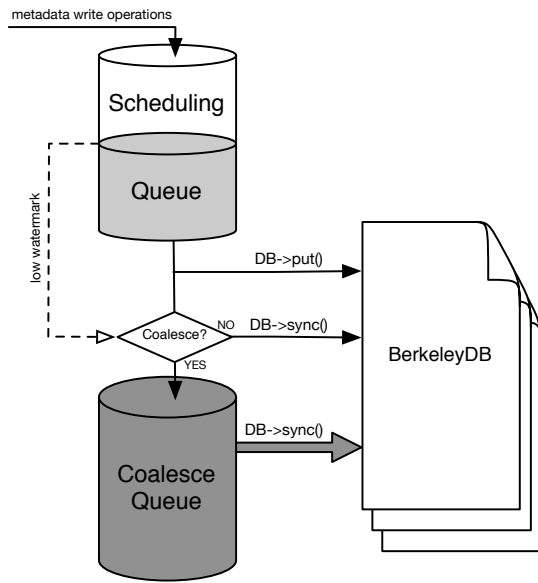 metadata write operations
Scheduling
Queue
low watermark
DB->put()
Coalesce?
NO
DB->sync()
BerkeleyDB
YES
DB->sync()
Coalesce
Queue